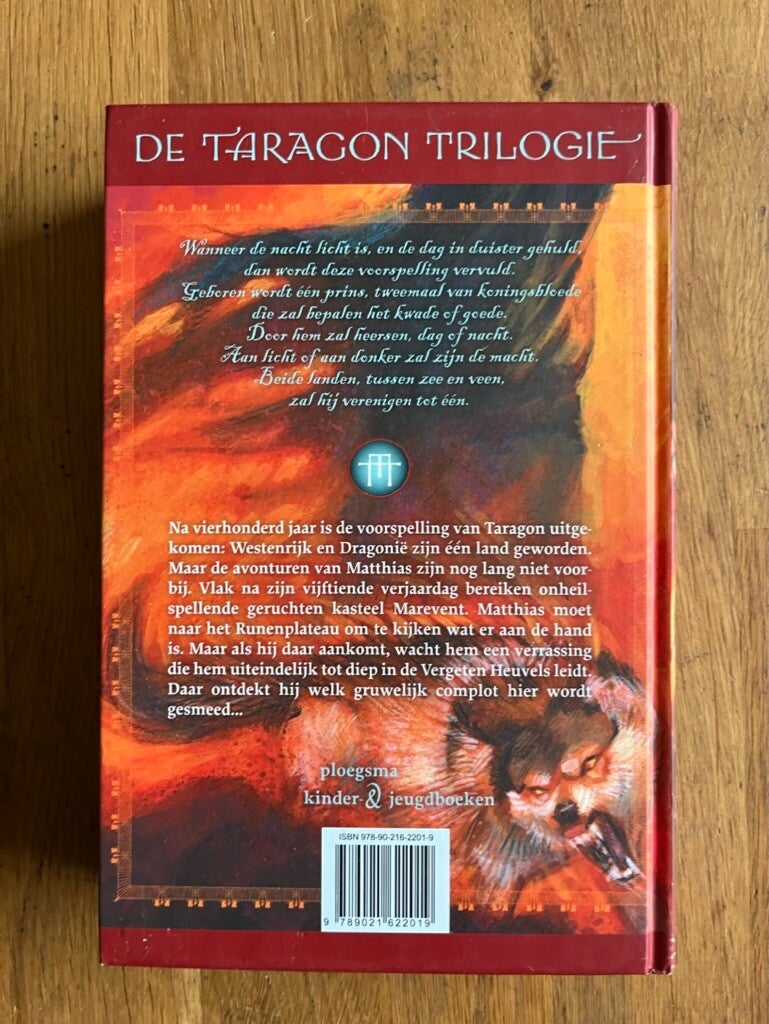 DE TARAGON TRILOGIE
Wanneer de nacht licht is, en de dag in duister gehuld,
dan wordt deze voorspelling vervuld.
Geboren wordt één prins, tweemaal van koningsbloede
die zal bepalen het kwade of goede.
Door hem zal heersen, dag of nacht.
Aan licht of aan donker zal zijn de macht.
Beide landen, tussen zee en veen,
zal hij verenigen tot één.
Na vierhonderd jaar is de voorspelling van Taragon uitge-
komen: Westenrijk en Dragonië zijn één land geworden.
Maar de avonturen van Matthias zijn nog lang niet voor-
bij. Vlak na zijn vijftiende verjaardag bereiken onheil-
spellende geruchten kasteel Marevent. Matthias moet
naar het Runenplateau om te kijken wat er aan de hand
is. Maar als hij daar aankomt, wacht hem een verrassing
die hem uiteindelijk tot diep in de Vergeten Heuvels leidt.
Daar ontdekt hij welk gruwelijk complot hier wordt
gesmeed...
ploegsma
kinder- & jeugdboeken
ISBN 978-90-216-2201-9
9 789021 622019